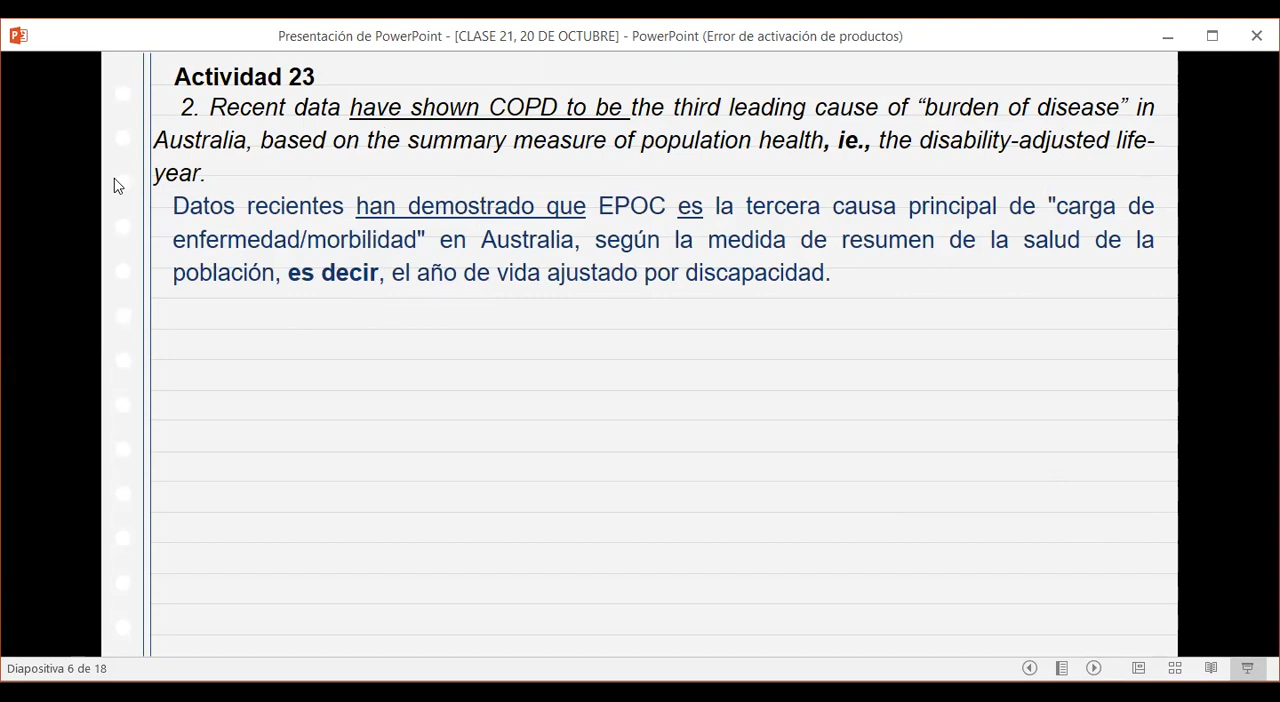 Presentación de PowerPoint - [CLASE 21, 20 DE OCTUBRE] - PowerPoint (Error de activación de productos)
Actividad 23
2. Recent data have shown COPD to be the third leading cause of “burden of disease” in
Australia, based on the summary measure of population health, ie., the disability-adjusted life-
year.
Datos recientes han demostrado que EPOC es la tercera causa principal de "carga de
enfermedad/morbilidad" en Australia, según la medida de resumen de la salud de la
población, es decir, el año de vida ajustado por discapacidad.
Diapositiva 6 de 18